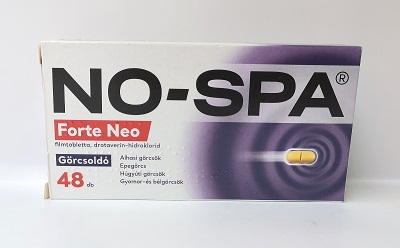 NO-SPA®
Forte Neo
filmtabletta, drotaverin-hidroklorid
Görcsoldó
48 db
Alhasi görcsök
Epegörcs
Húgyúti görcsök
Gyomor-és bélgörcsök